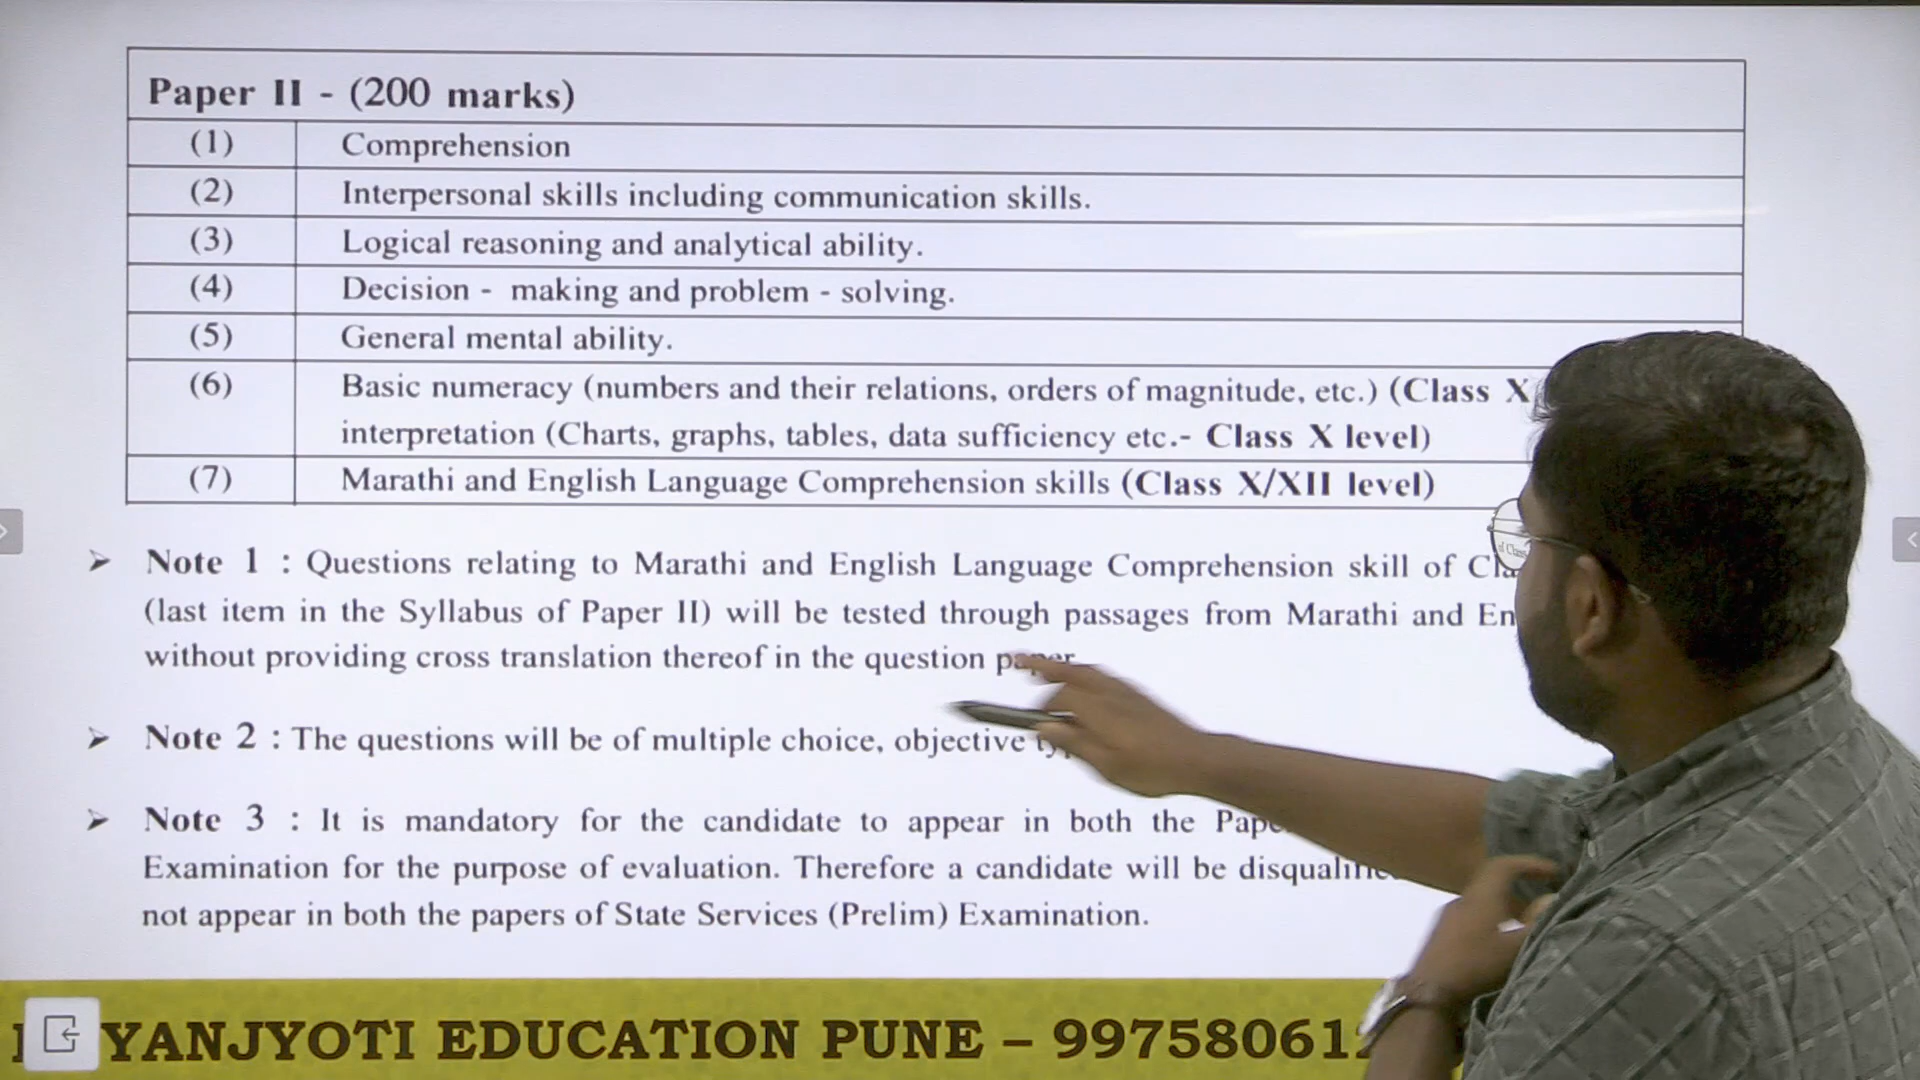 Paper II - (200 marks)
(1) Comprehension
(2) Interpersonal skills including communication skills.
(3) Logical reasoning and analytical ability.
(4) Decision - making and problem - solving.
(5) General mental ability.
(6) Basic numeracy (numbers and their relations, orders of magnitude, etc.) (Class X
interpretation (Charts, graphs, tables, data sufficiency etc.- Class X level)
(7) Marathi and English Language Comprehension skills (Class X/XII level)
➤ Note 1 : Questions relating to Marathi and English Language Comprehension skill of
(last item in the Syllabus of Paper II) will be tested through passages from Marathi and
without providing cross translation thereof in the question paper
➤ Note 2 : The questions will be of multiple choice, objective
➤ Note 3 : It is mandatory for the candidate to appear in both the
Examination for the purpose of evaluation. Therefore a candidate will be
not appear in both the papers of State Services (Prelim) Examination.
YANJYOTI EDUCATION PUNE – 99758061